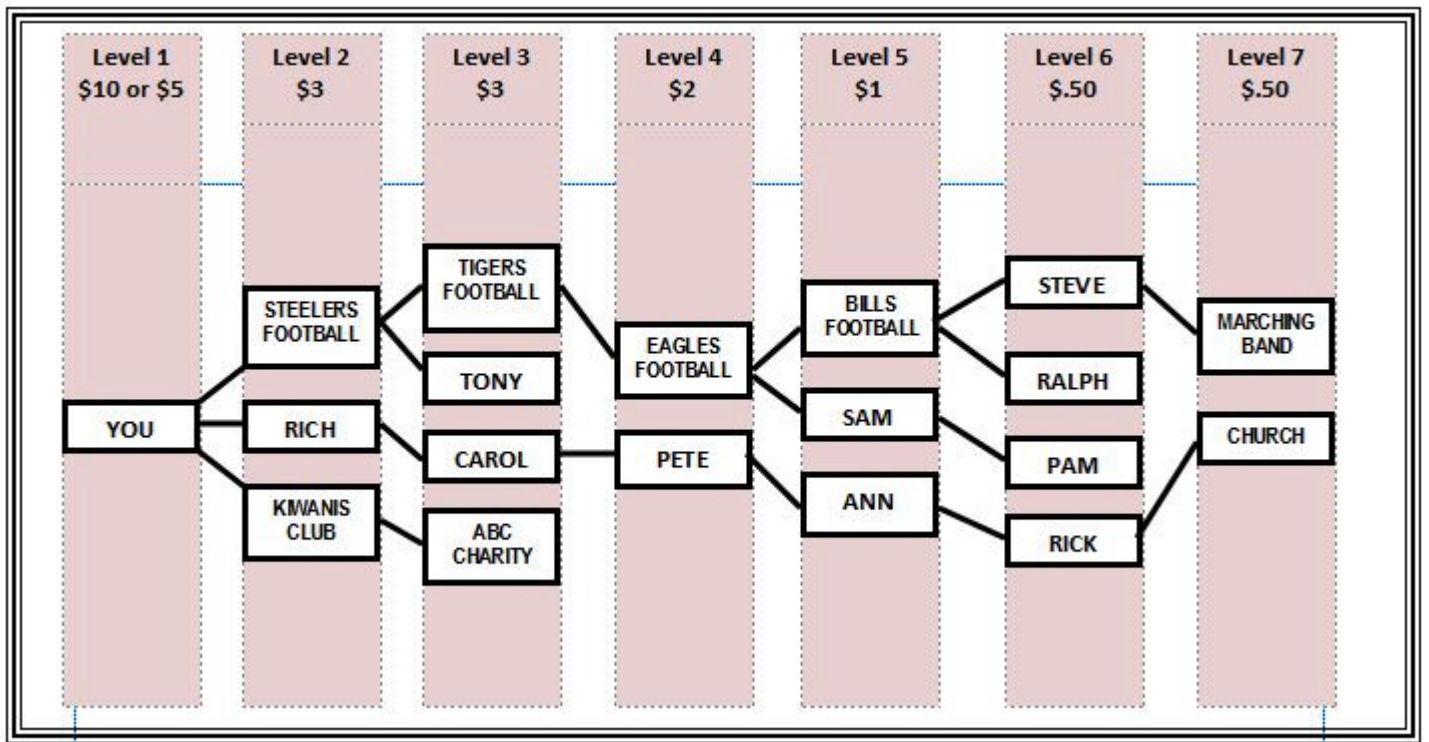 Level 1
$10 or $5
Level 2
$3
Level 3
$3
Level 4
$2
Level 5
$1
Level 6
$.50
Level 7
$.50
YOU
STEELERS
FOOTBALL
RICH
KIWANIS
CLUB
TIGERS
FOOTBALL
TONY
CAROL
ABC
CHARITY
EAGLES
FOOTBALL
PETE
BILLS
FOOTBALL
SAM
ANN
STEVE
RALPH
PAM
RICK
MARCHING
BAND
CHURCH